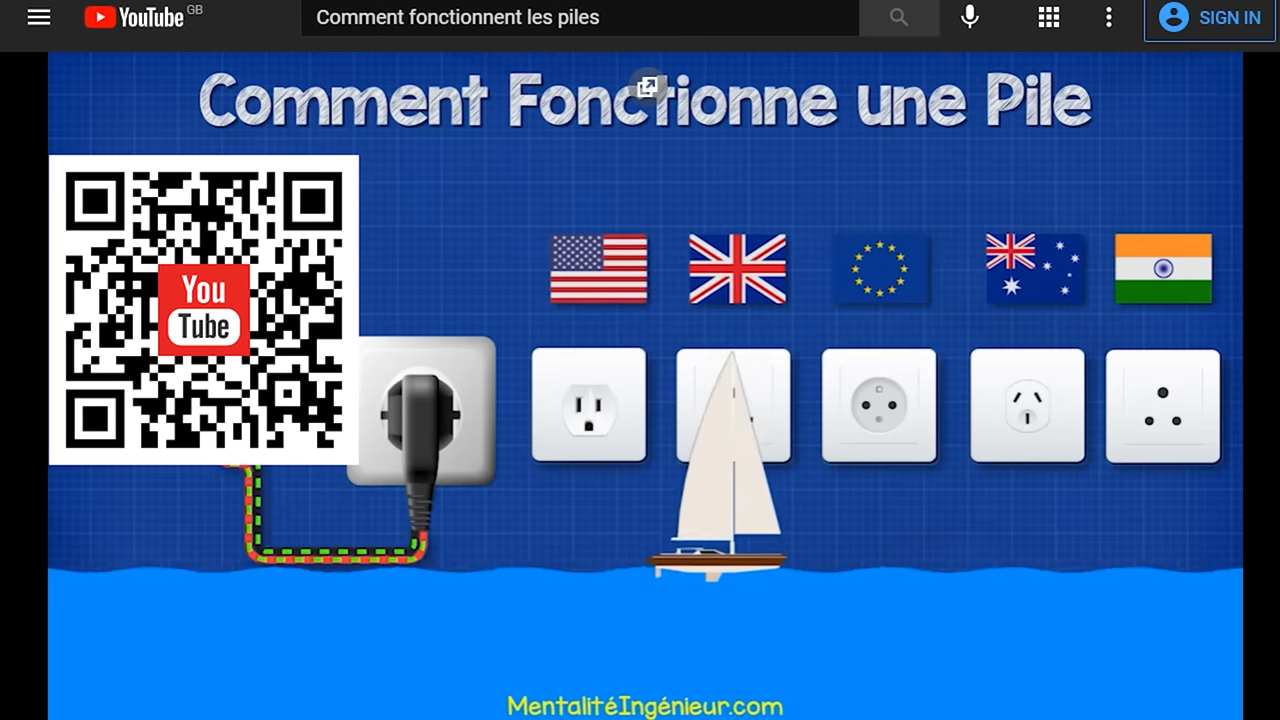 YouTube GB
Comment fonctionnent les piles
SIGN IN
Comment Fonctionne une Pile
You
Tube
MentalitéIngénieur.com